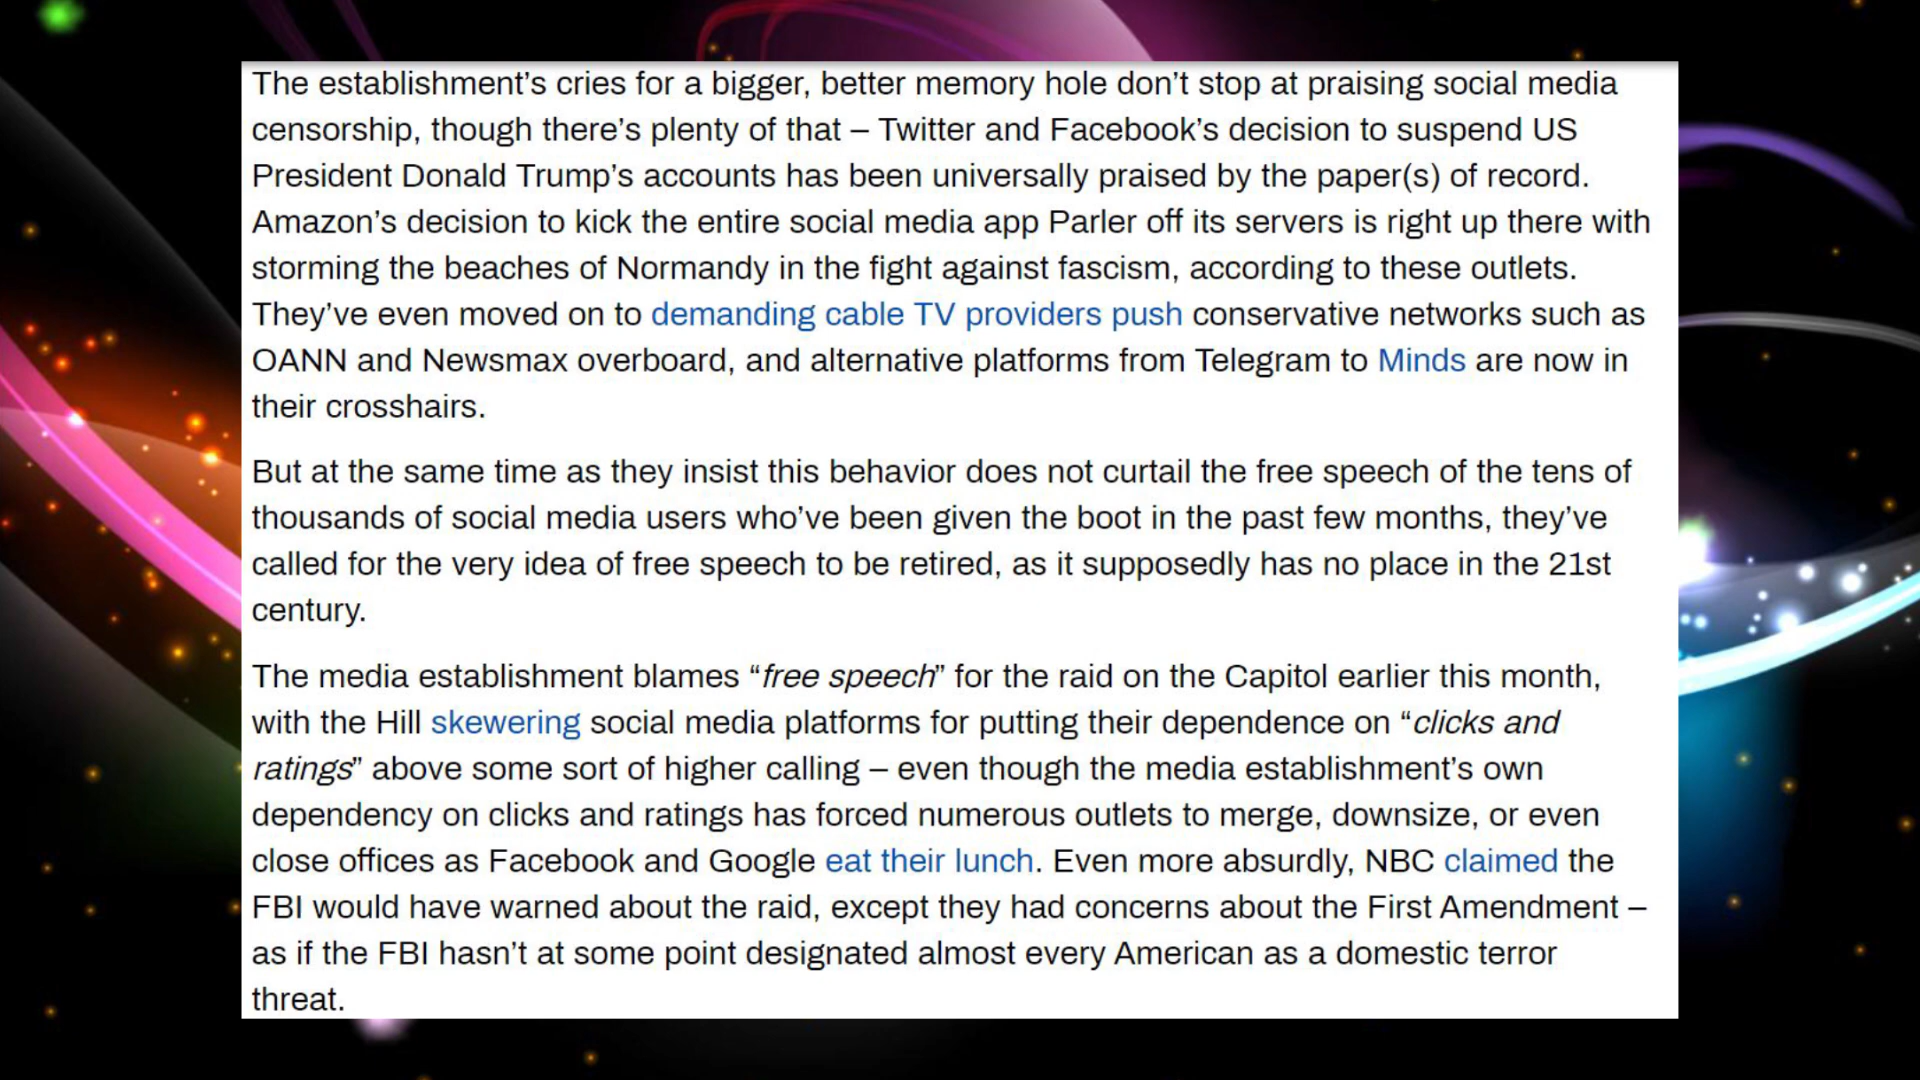 The establishment’s cries for a bigger, better memory hole don’t stop at praising social media
censorship, though there’s plenty of that – Twitter and Facebook’s decision to suspend US
President Donald Trump’s accounts has been universally praised by the paper(s) of record.
Amazon’s decision to kick the entire social media app Parler off its servers is right up there with
storming the beaches of Normandy in the fight against fascism, according to these outlets.
They’ve even moved on to demanding cable TV providers push conservative networks such as
OANN and Newsmax overboard, and alternative platforms from Telegram to Minds are now in
their crosshairs.
But at the same time as they insist this behavior does not curtail the free speech of the tens of
thousands of social media users who’ve been given the boot in the past few months, they’ve
called for the very idea of free speech to be retired, as it supposedly has no place in the 21st
century.
The media establishment blames “free speech” for the raid on the Capitol earlier this month,
with the Hill skewering social media platforms for putting their dependence on “clicks and
ratings” above some sort of higher calling – even though the media establishment’s own
dependency on clicks and ratings has forced numerous outlets to merge, downsize, or even
close offices as Facebook and Google eat their lunch. Even more absurdly, NBC claimed the
FBI would have warned about the raid, except they had concerns about the First Amendment –
as if the FBI hasn’t at some point designated almost every American as a domestic terror
threat.